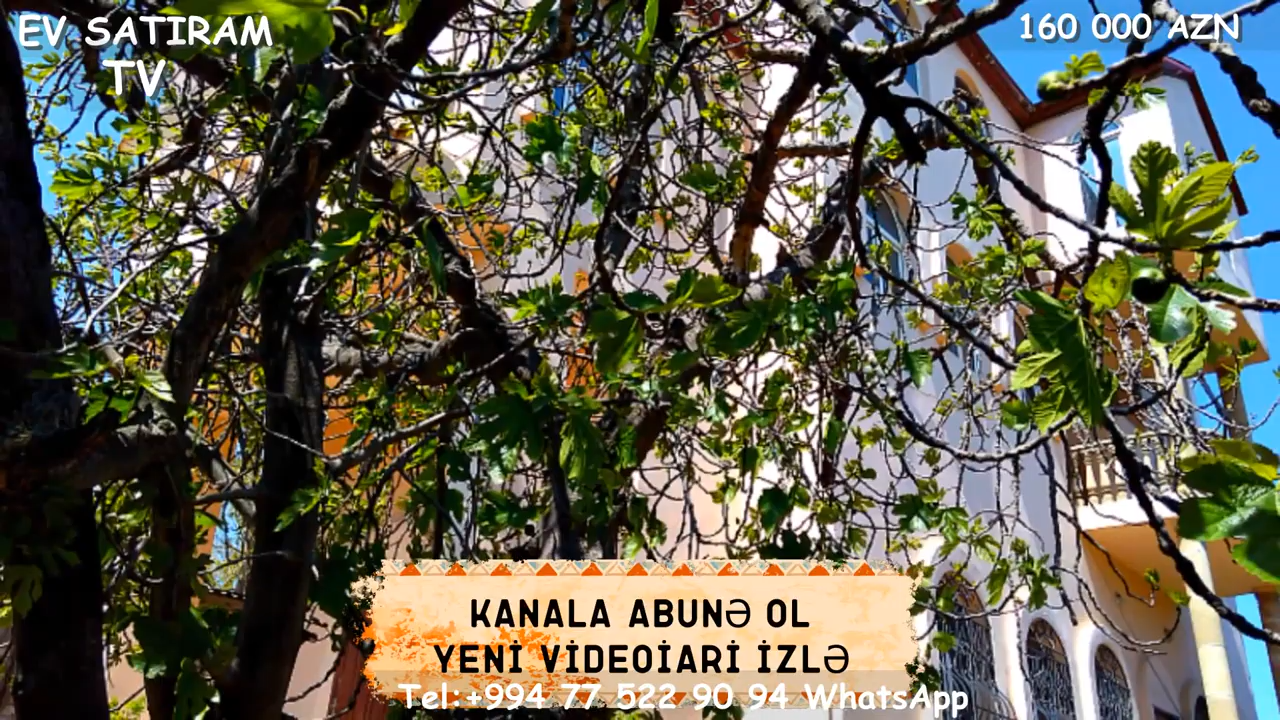 EV SATIRAM
TV
160 000 AZN
KANALA ABUNƏ OL
YENİ VİDEOİARİ İZLƏ
Tel:+994 77 522 90 94 WhatsApp